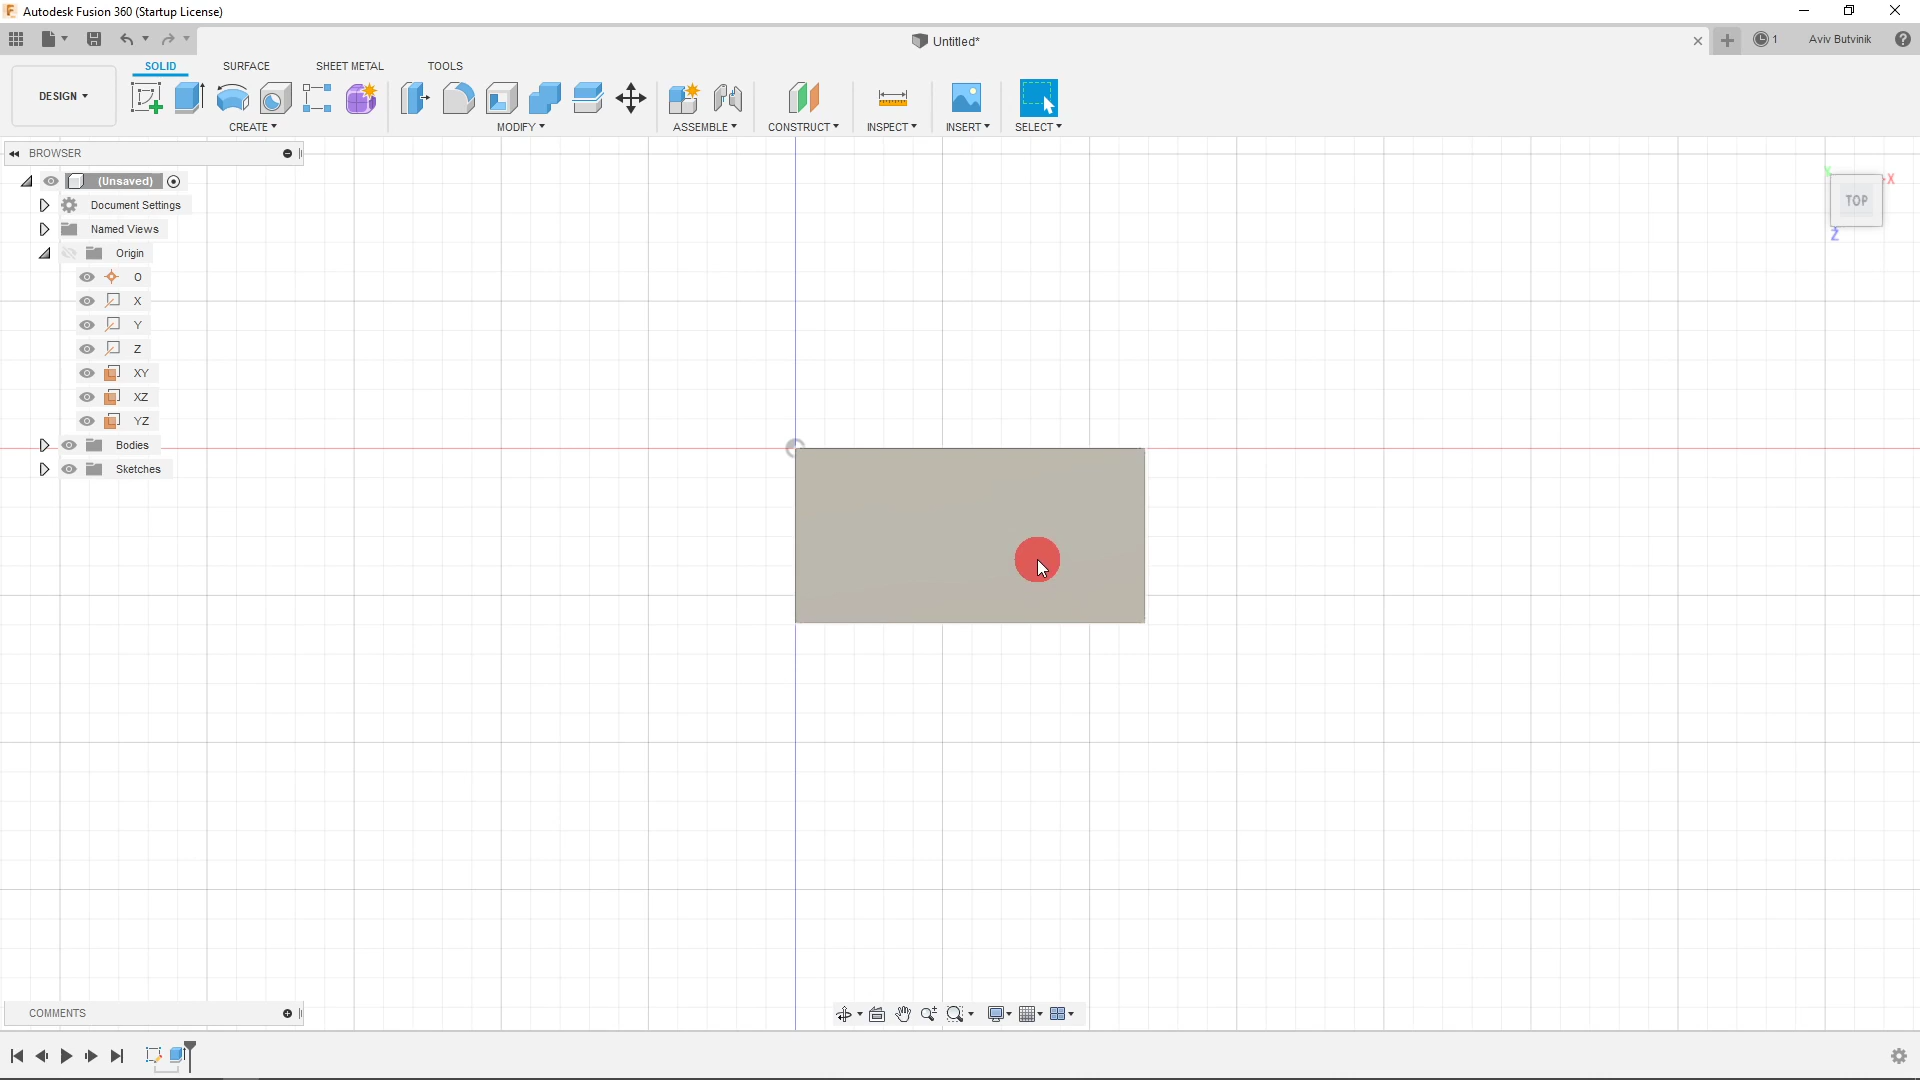 Autodesk Fusion 360 (Startup License)
Untitled*
1
Aviv Butvinik
DESIGN
SOLID
SURFACE
SHEET METAL
TOOLS
CREATE
MODIFY
ASSEMBLE
CONSTRUCT
INSPECT
INSERT
SELECT
BROWSER
(Unsaved)
Document Settings
Named Views
Origin
O
X
Y
Z
XY
XZ
YZ
Bodies
Sketches
Y
X
TOP
Z
COMMENTS